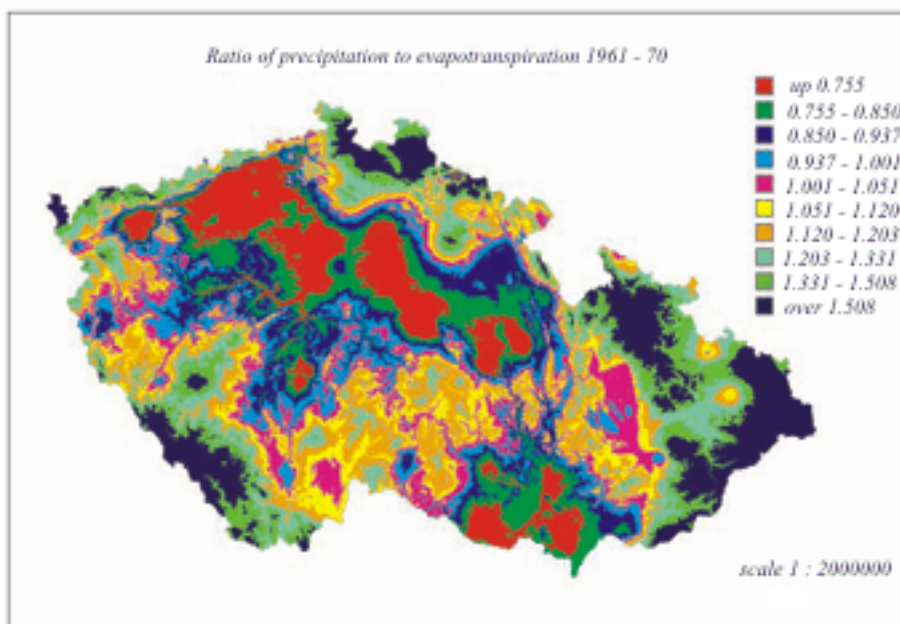 Ratio of precipitation to evapotranspiration 1961 - 70
up 0.755
0.755 - 0.850
0.850 - 0.937
0.937 - 1.001
1.001 - 1.051
1.051 - 1.120
1.120 - 1.203
1.203 - 1.331
1.331 - 1.508
over 1.508
scale 1 : 2000000